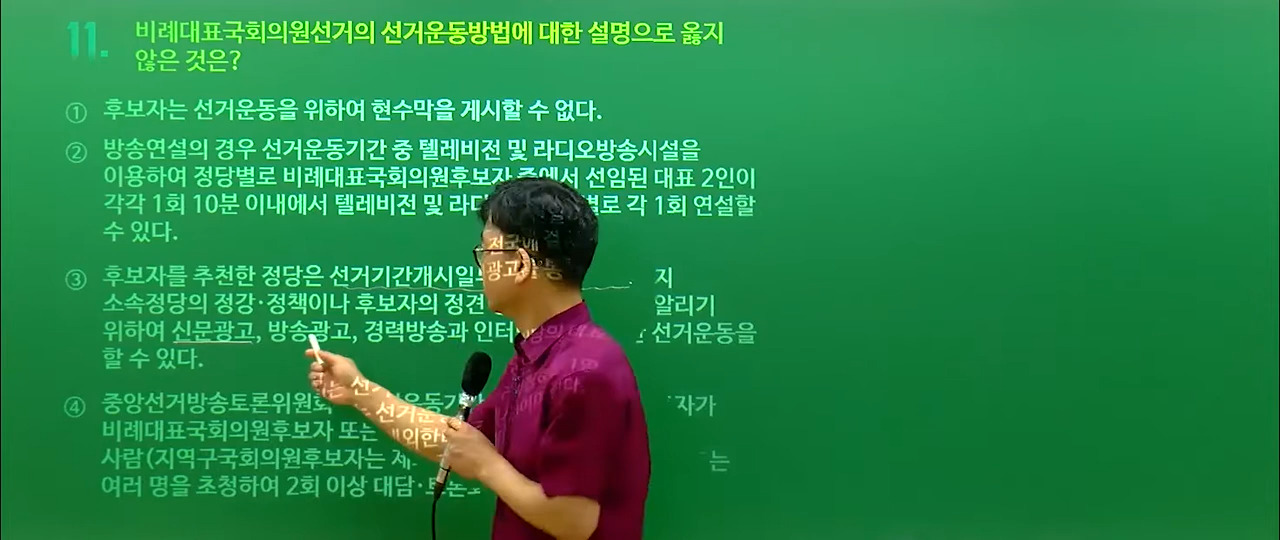 11. 비례대표국회의원선거의 선거운동방법에 대한 설명으로 옳지
않은 것은?
① 후보자는 선거운동을 위하여 현수막을 게시할 수 없다.
② 방송연설의 경우 선거운동기간 중 텔레비전 및 라디오방송시설을
이용하여 정당별로 비례대표국회의원후보자 중에서 선임된 대표 2인이
각각 1회 10분 이내에서 텔레비전 및 라디 별로 각 1회 연설할
수 있다.
③ 후보자를 추천한 정당은 선거기간개시일 지
소속정당의 정강·정책이나 후보자의 정견 알리기
위하여 신문광고, 방송광고, 경력방송과 인터 선거운동을
할 수 있다.
④ 중앙선거방송토론위원회 자가
비례대표국회의원후보자 또는
사람(지역구국회의원후보자는 제 는
여러 명을 초청하여 2회 이상 대담·토론